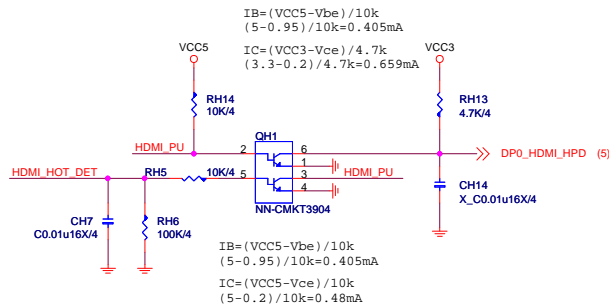 IB=(VCC5-Vbe)/10k
(5-0.95)/10k=0.405mA
IC=(VCC3-Vce)/4.7k
(3.3-0.2)/4.7k=0.659mA
VCC5
VCC3
RH14
10K/4
RH13
4.7K/4
HDMI_PU
2
QH1
6
DP0_HDMI_HPD (5)
1
HDMI_HOT_DET
RH5
10K/4
5
3
HDMI_PU
4
CH14
X_C0.01u16X/4
NN-CMKT3904
CH7
C0.01u16X/4
RH6
100K/4
IB=(VCC5-Vbe)/10k
(5-0.95)/10k=0.405mA
IC=(VCC5-Vce)/10k
(5-0.2)/10k=0.48mA